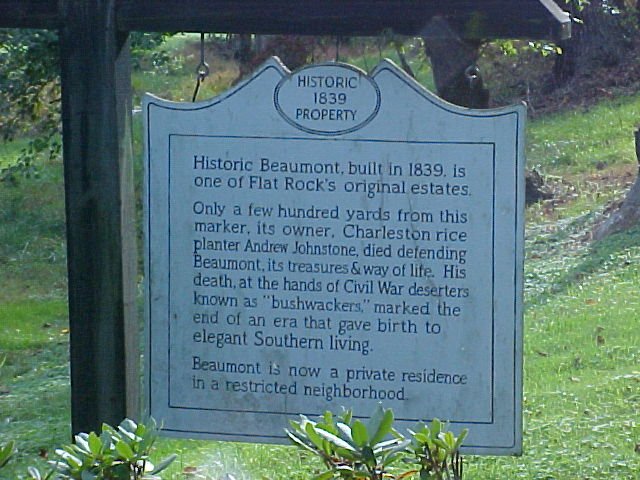 HISTORIC
1839
PROPERTY
Historic Beaumont, built in 1839, is
one of Flat Rock's original estates.
Only a few hundred yards from this
marker, its owner, Charleston rice
planter Andrew Johnstone, died defending
Beaumont, its treasures & way of life. His
death, at the hands of Civil War deserters
known as "bushwackers," marked the
end of an era that gave birth to
elegant Southern living.
Beaumont is now a private residence
in a restricted neighborhood.